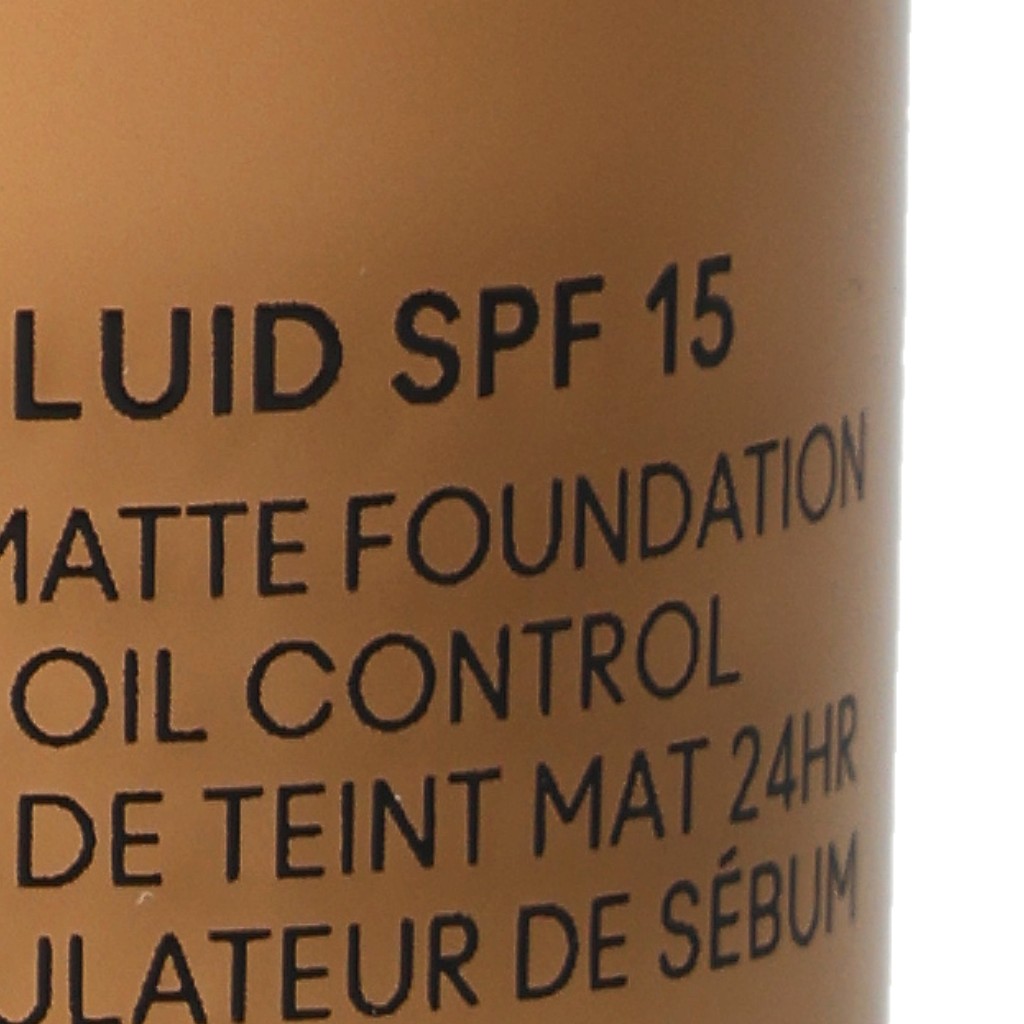 LUID SPF 15
MATTE FOUNDATION
OIL CONTROL
DE TEINT MAT 24HR
ULATEUR DE SÉBUM